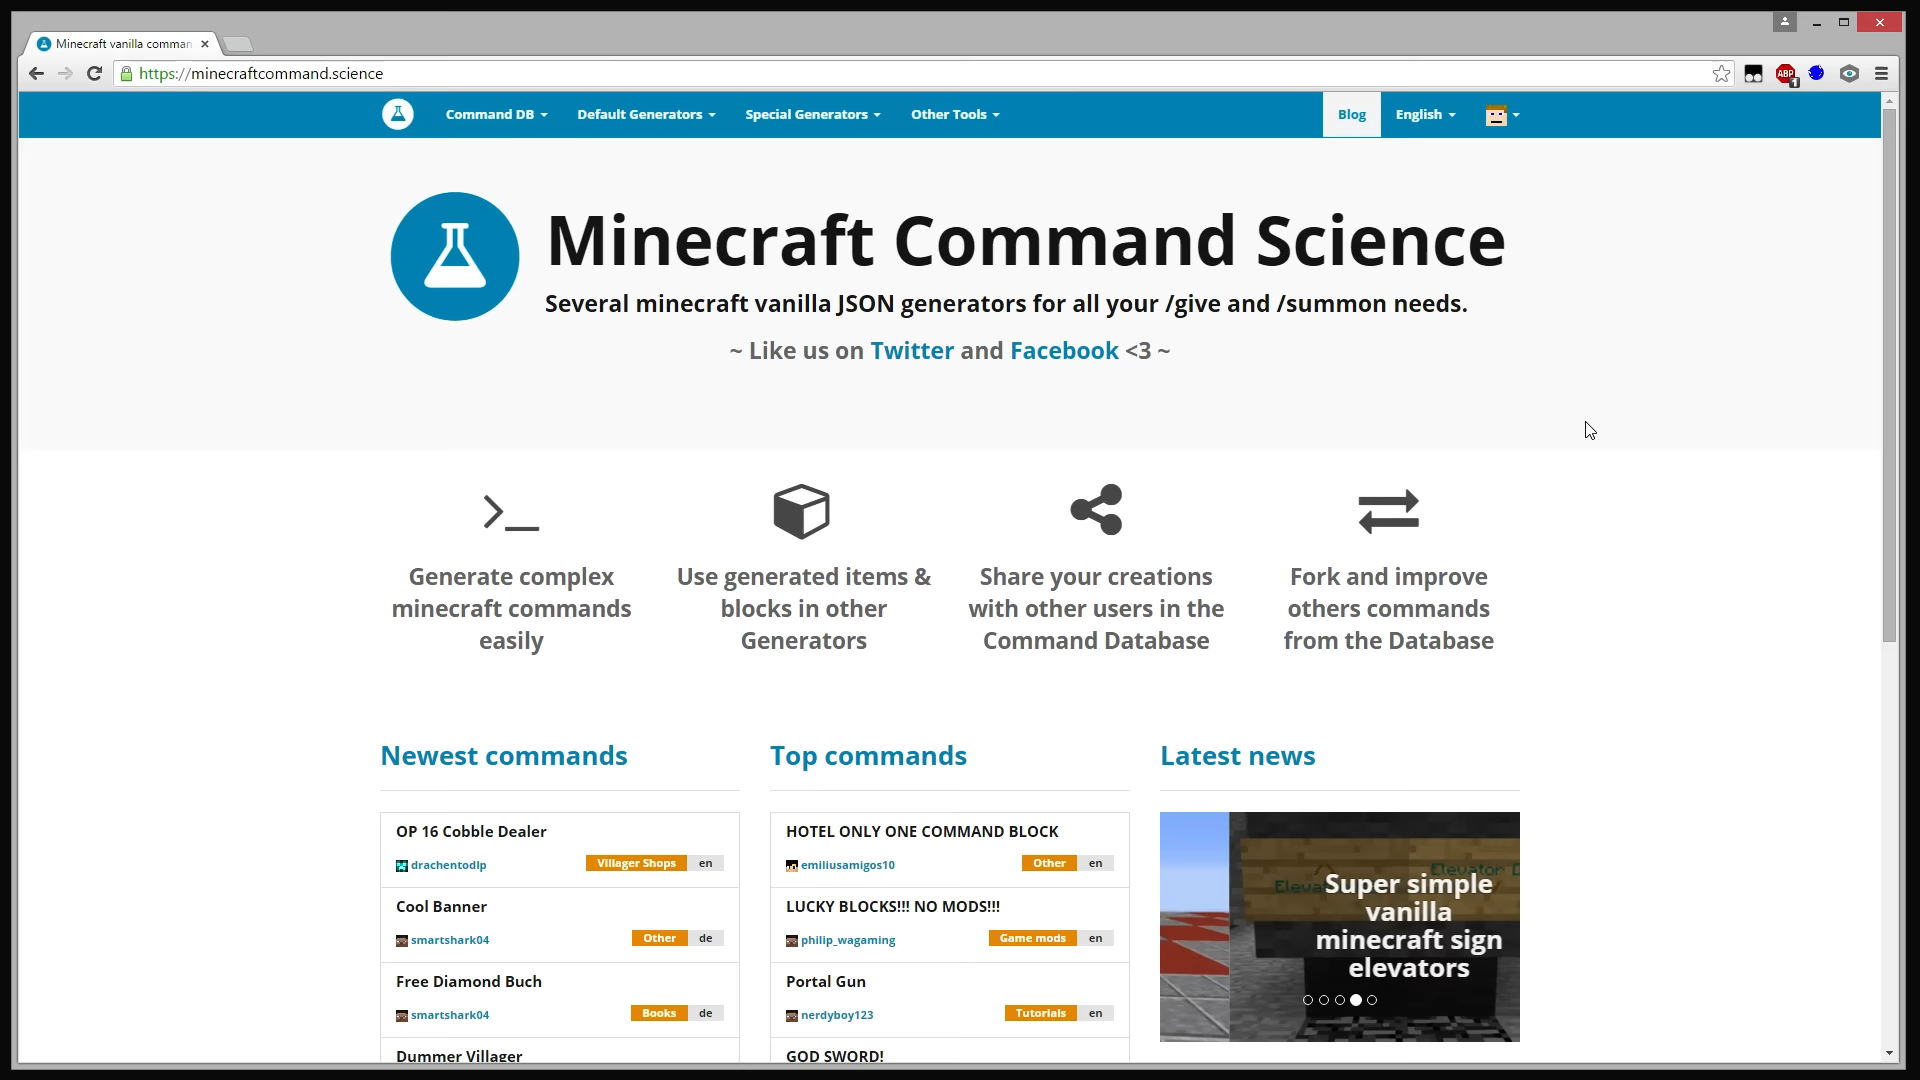 Minecraft vanilla comman
https://minecraftcommand.science
ABP
1
Command DB
Default Generators
Special Generators
Other Tools
Blog
English
Minecraft Command Science
Several minecraft vanilla JSON generators for all your /give and /summon needs.
~ Like us on Twitter and Facebook <3 ~
Generate complex
minecraft commands
easily
Use generated items &
blocks in other
Generators
Share your creations
with other users in the
Command Database
Fork and improve
others commands
from the Database
Newest commands
OP 16 Cobble Dealer
drachentodlp Villager Shops en
Cool Banner
smartshark04 Other de
Free Diamond Buch
smartshark04 Books de
Dummer Villager
Top commands
HOTEL ONLY ONE COMMAND BLOCK
emiliusamigos10 Other en
LUCKY BLOCKS!!! NO MODS!!!
philip_wagaming Game mods en
Portal Gun
nerdyboy123 Tutorials en
GOD SWORD!
Latest news
Super simple
vanilla
minecraft sign
elevators